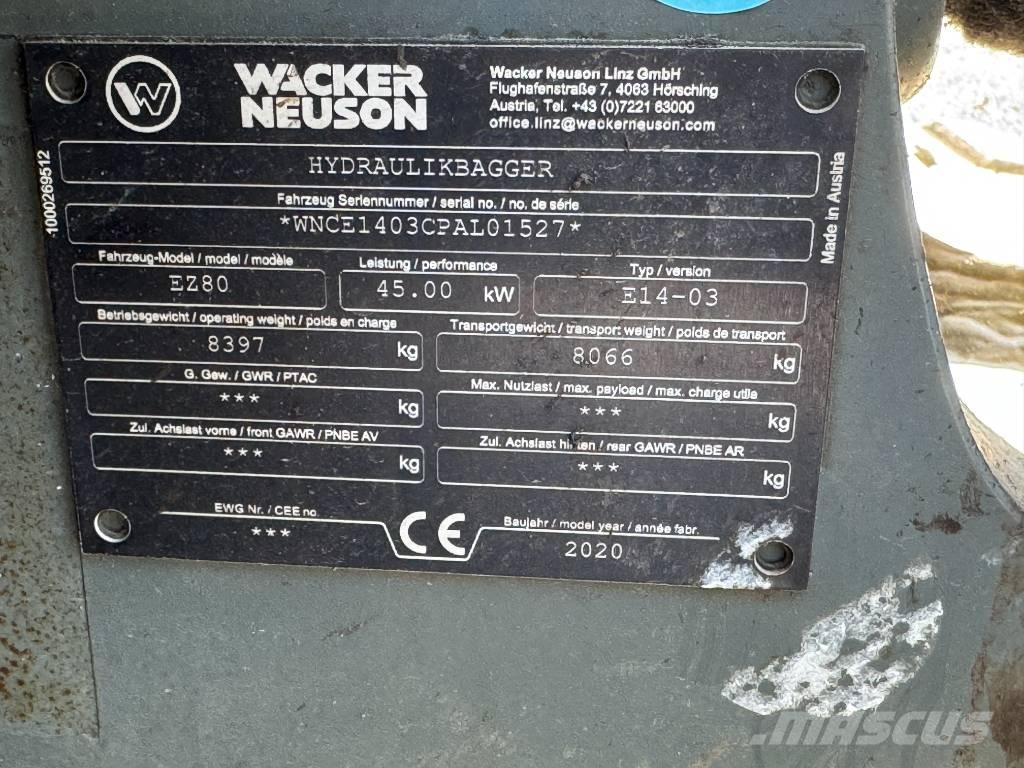 W
WACKER
NEUSON
Wacker Neuson Linz GmbH
Flughafenstraße 7, 4063 Hörsching
Austria, Tel. +43 (0)7221 63000
office.linz@wackerneuson.com
1000269512
Made in Austria
HYDRAULIKBAGGER
Fahrzeug Seriennummer / serial no. / no. de série
*WNCE1403CPAL01527*
Fahrzeug-Model / model / modèle
EZ80
Leistung / performance
45.00 kW
Typ / version
E14-03
Betriebsgewicht / operating weight / poids en charge
8397 kg
Transportgewicht / transport weight / poids de transport
8066 kg
G. Gew. / GWR / PTAC
*** kg
Max. Nutzlast / max. payload / max. charge utile
*** kg
Zul. Achslast vorne / front GAWR / PNBE AV
*** kg
Zul. Achslast hinten / rear GAWR / PNBE AR
*** kg
EWG Nr. / CEE no.
***
CE
Baujahr / model year / année fabr.
2020
MASCUS